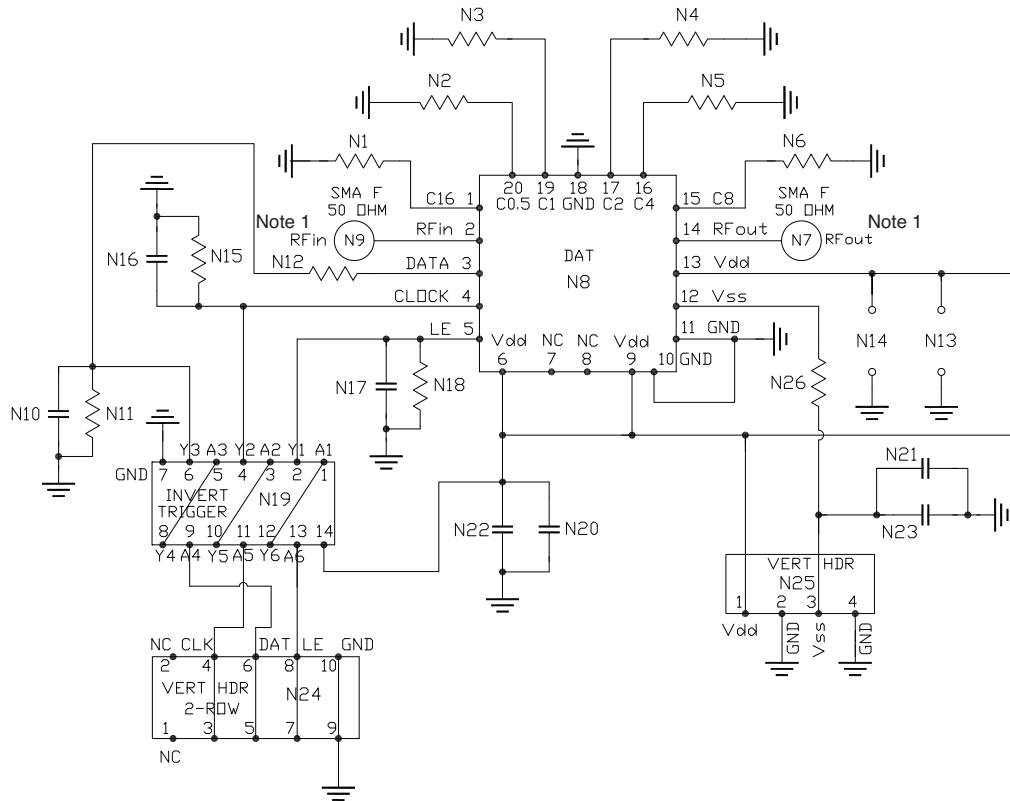 N3
N4
N2
N5
N1
N6
20 19 18 17 16
C0.5 C1 GND C2 C4
C16 1
15 C8
SMA F
50 OHM
SMA F
50 OHM
Note 1
Note 1
RFin N9 RFin 2
14 RFout N7 RFout
N16 N15
N12 DATA 3
DAT
N8
13 Vdd
CLOCK 4
12 Vss
LE 5
11 GND
Vdd NC NC Vdd
6 7 8 9 10 GND
N14 N13
N10 N11
N17 N18
N26
Y3 A3 Y2 A2 Y1 A1
GND 7 6 5 4 3 2 1
INVERT
TRIGGER
N19
8 9 10 11 12 13 14
Y4 A4 Y5 A5 Y6 A6
N22 N20
N21
N23
VERT HDR
N25
1 2 3 4
Vdd GND Vss GND
NC CLK DAT LE GND
2 4 6 8 10
VERT HDR
2-ROW
N24
1 3 5 7 9
NC